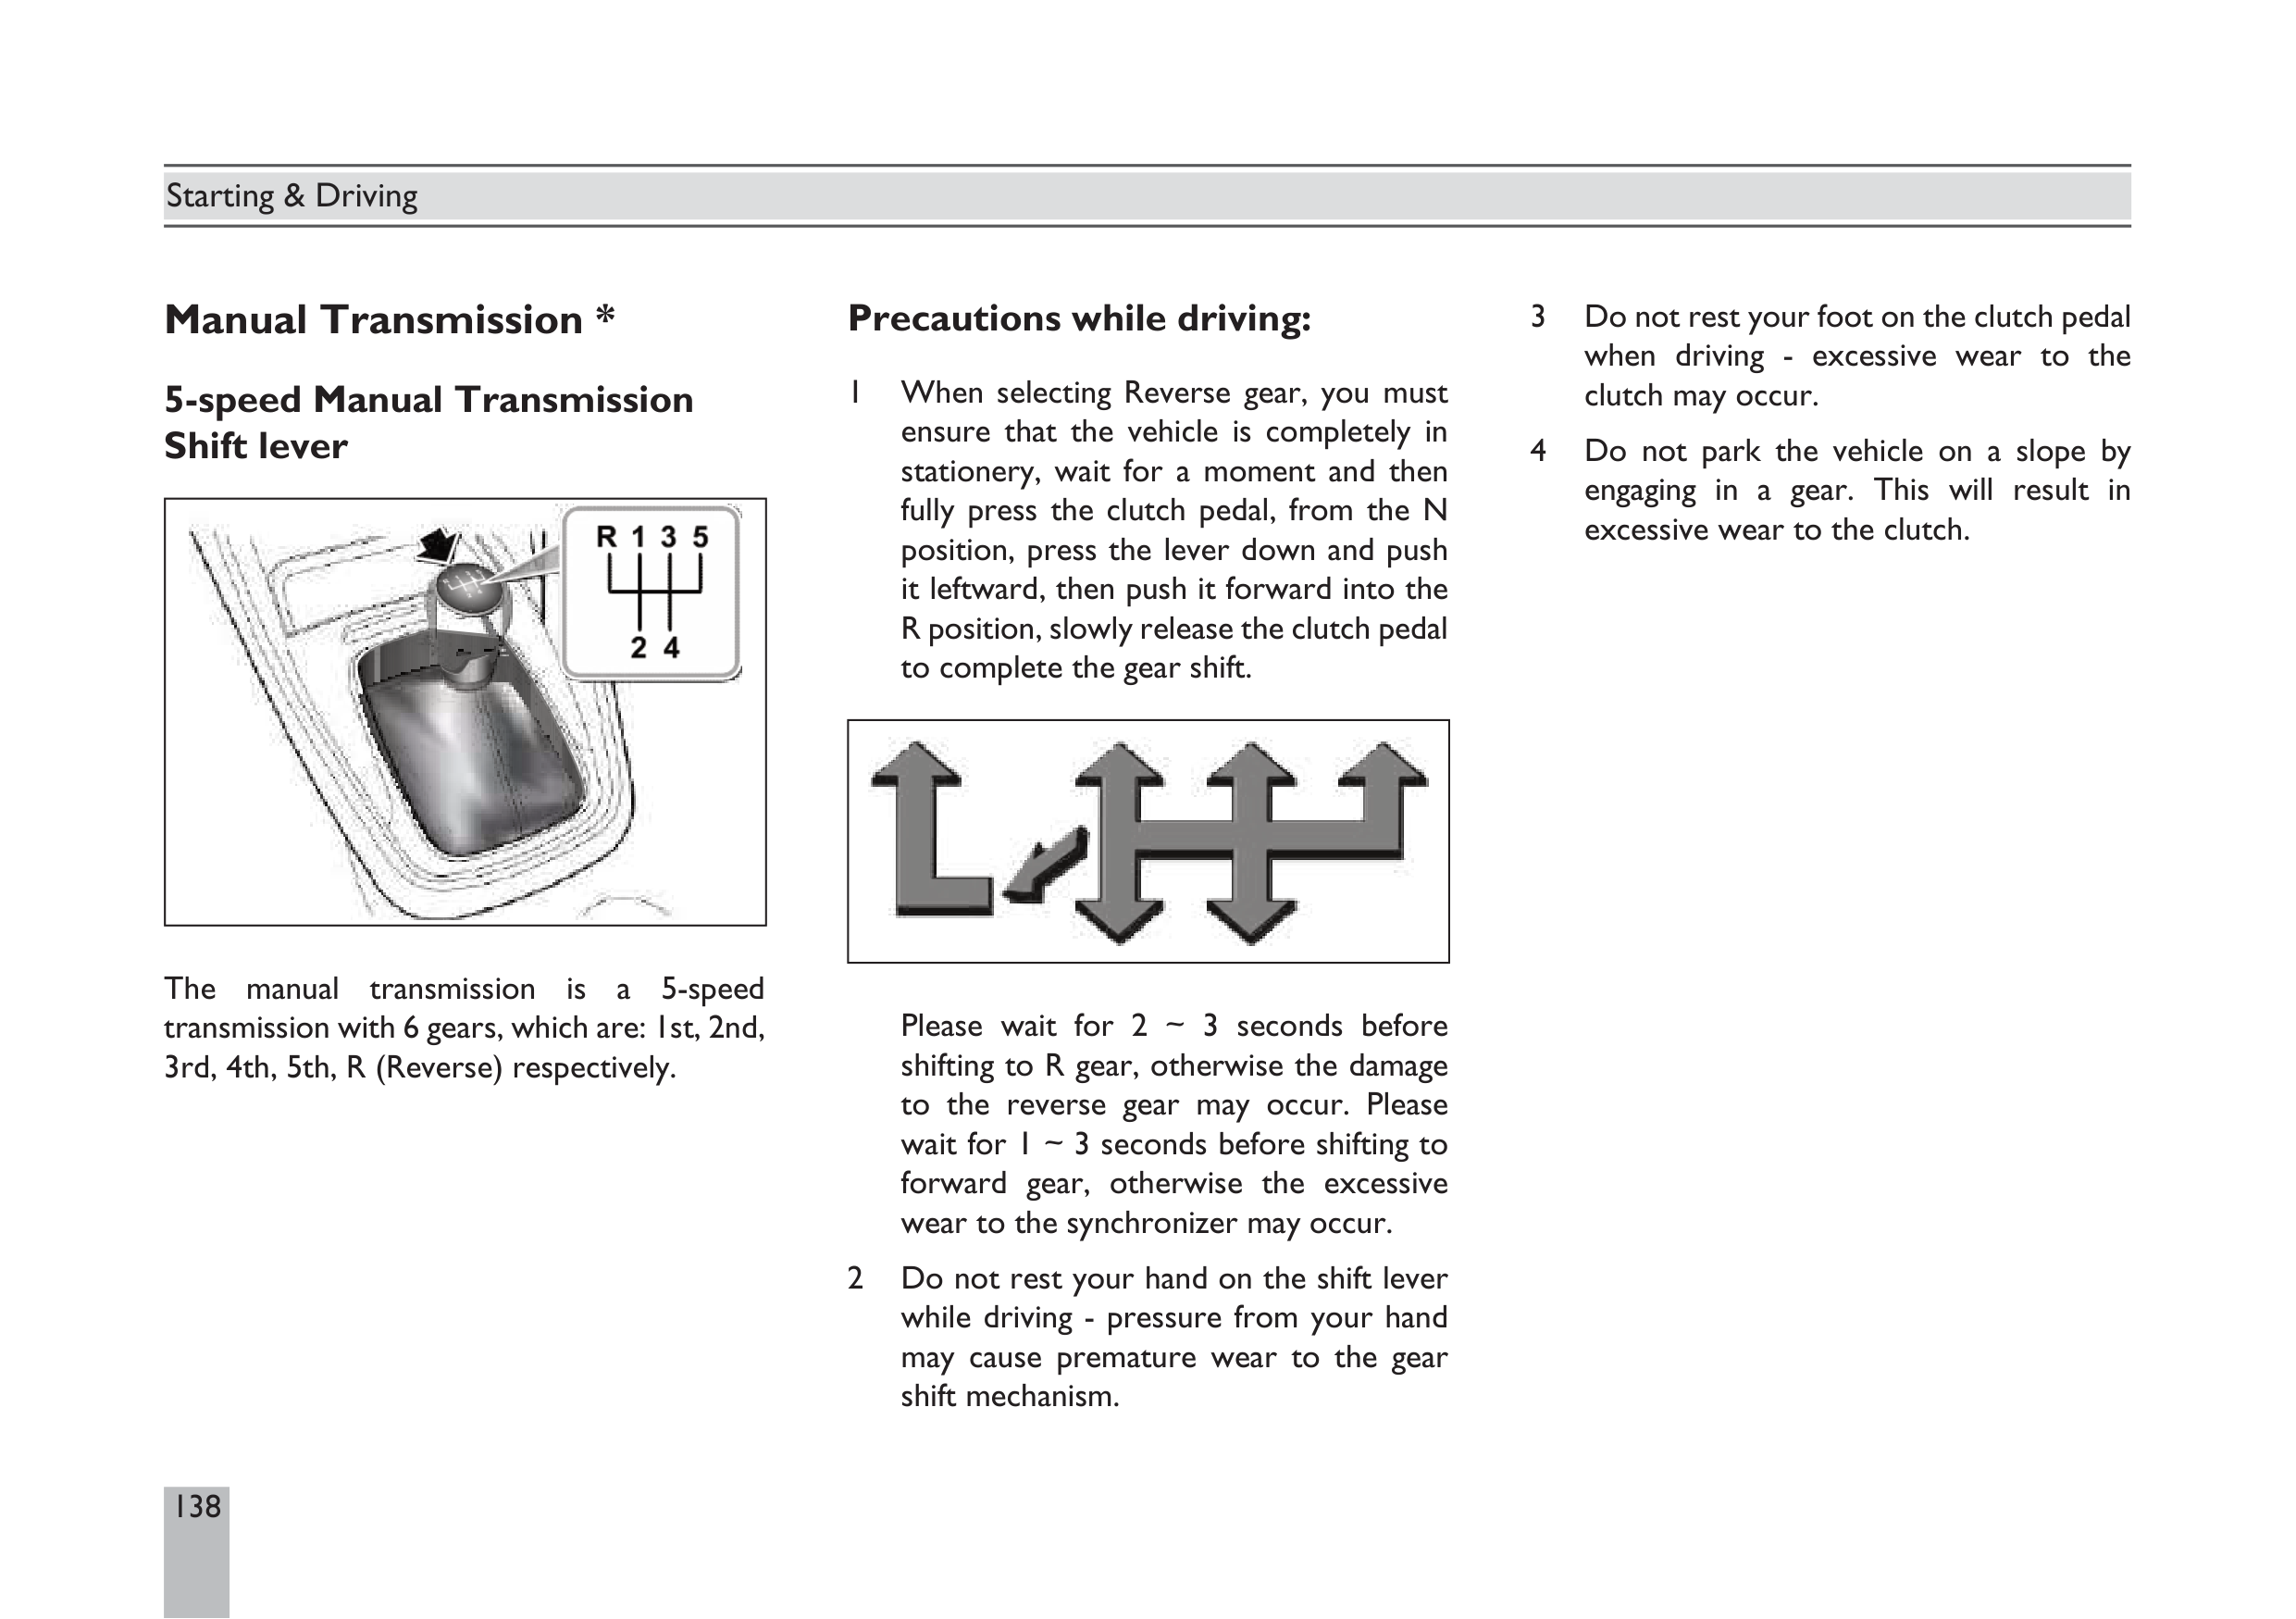 Starting & Driving
Manual Transmission *
5-speed Manual Transmission
Shift lever
R 1 3 5
2 4
The manual transmission is a 5-speed
transmission with 6 gears, which are: 1st, 2nd,
3rd, 4th, 5th, R (Reverse) respectively.
Precautions while driving:
1 When selecting Reverse gear, you must
ensure that the vehicle is completely in
stationery, wait for a moment and then
fully press the clutch pedal, from the N
position, press the lever down and push
it leftward, then push it forward into the
R position, slowly release the clutch pedal
to complete the gear shift.
Please wait for 2 ~ 3 seconds before
shifting to R gear, otherwise the damage
to the reverse gear may occur. Please
wait for 1 ~ 3 seconds before shifting to
forward gear, otherwise the excessive
wear to the synchronizer may occur.
2 Do not rest your hand on the shift lever
while driving - pressure from your hand
may cause premature wear to the gear
shift mechanism.
3 Do not rest your foot on the clutch pedal
when driving - excessive wear to the
clutch may occur.
4 Do not park the vehicle on a slope by
engaging in a gear. This will result in
excessive wear to the clutch.
138